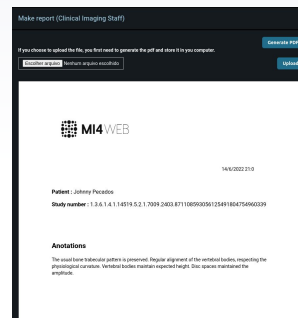 Make report (Clinical Imaging Staff)
Generate PDF
If you choose to upload the file, you first need to generate the pdf and store it in you computer.
Escolher arquivo Nenhum arquivo escolhido
Upload
MI4WEB
14/6/2022 21:0
Patient : Johnny Pecados
Study number : 1.3.6.1.4.1.14519.5.2.1.7009.2403.871108593056125491804754960339
Anotations
The usual bone trabecular pattern is preserved. Regular alignment of the vertebral bodies, respecting the
physiological curvature. Vertebral bodies maintain expected height. Disc spaces maintained the
amplitude.